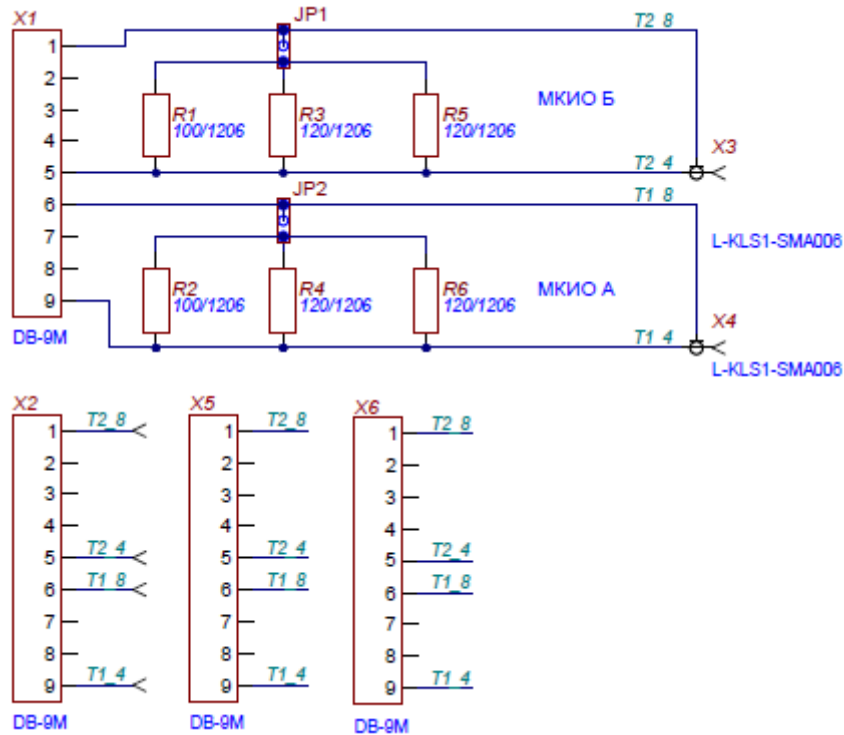 X1
JP1
T2_8
1
2
3
4
5
6
7
8
9
R1
100/1206
R3
120/1206
R5
120/1206
МКИО Б
X3
T2_4
T1_8
JP2
L-KLS1-SMA006
R2
100/1206
R4
120/1206
R6
120/1206
МКИО А
X4
T1_4
DB-9M
L-KLS1-SMA006
X2
T2_8
1
2
3
4
5
T2_4
6
T1_8
7
8
9
T1_4
DB-9M
X5
T2_8
1
2
3
4
5
T2_4
6
T1_8
7
8
9
T1_4
DB-9M
X6
T2_8
1
2
3
4
5
T2_4
6
T1_8
7
8
9
T1_4
DB-9M